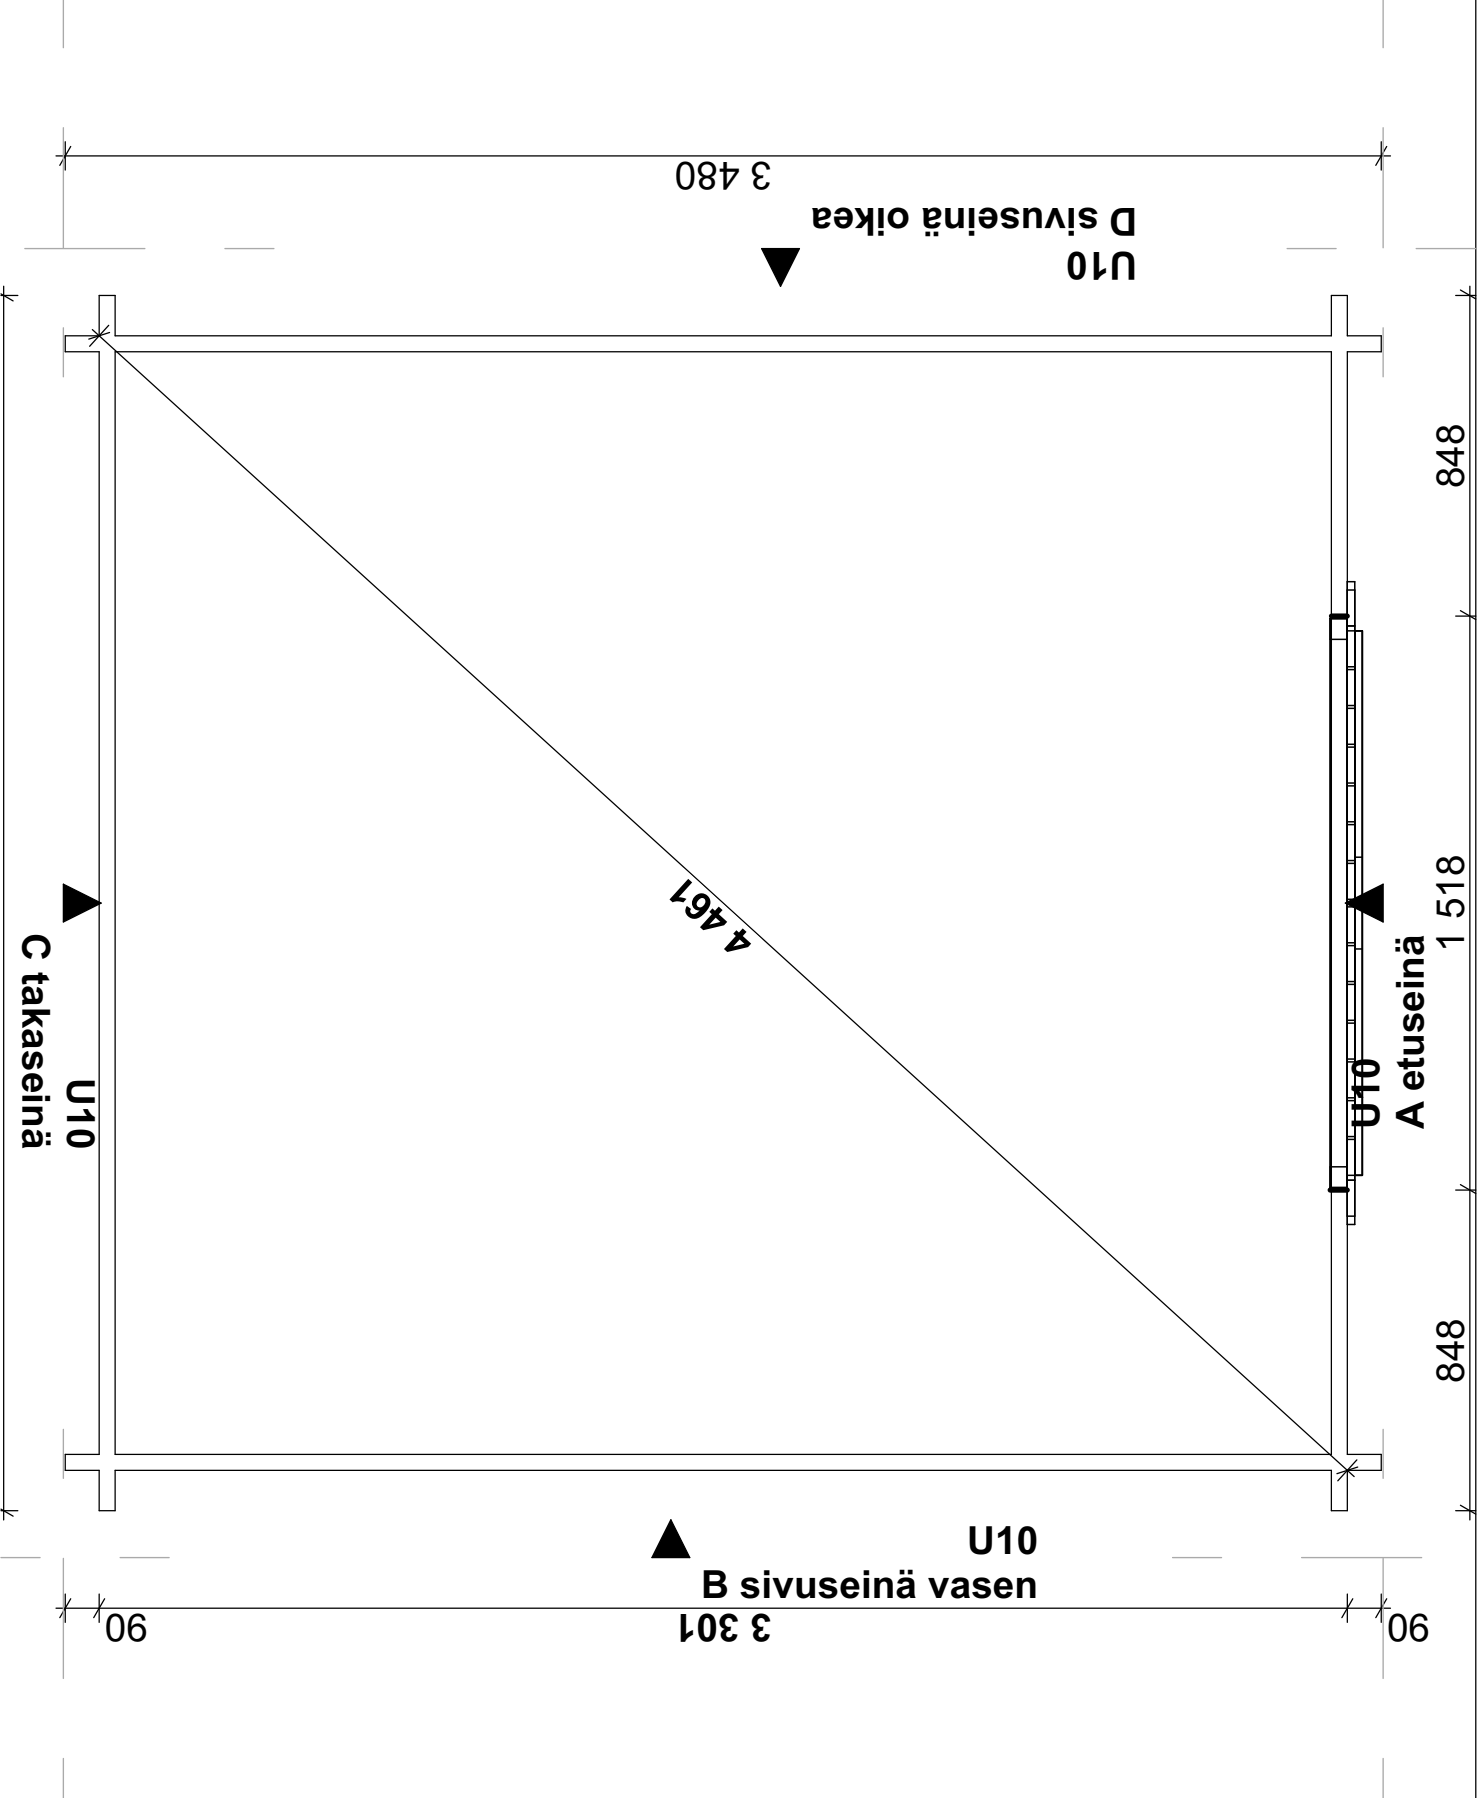 3 480
U10
D sivuseinä oikea
848
1 518
848
U10
A etuseinä
4 461
U10
C takaseinä
U10
B sivuseinä vasen
90
3 301
90